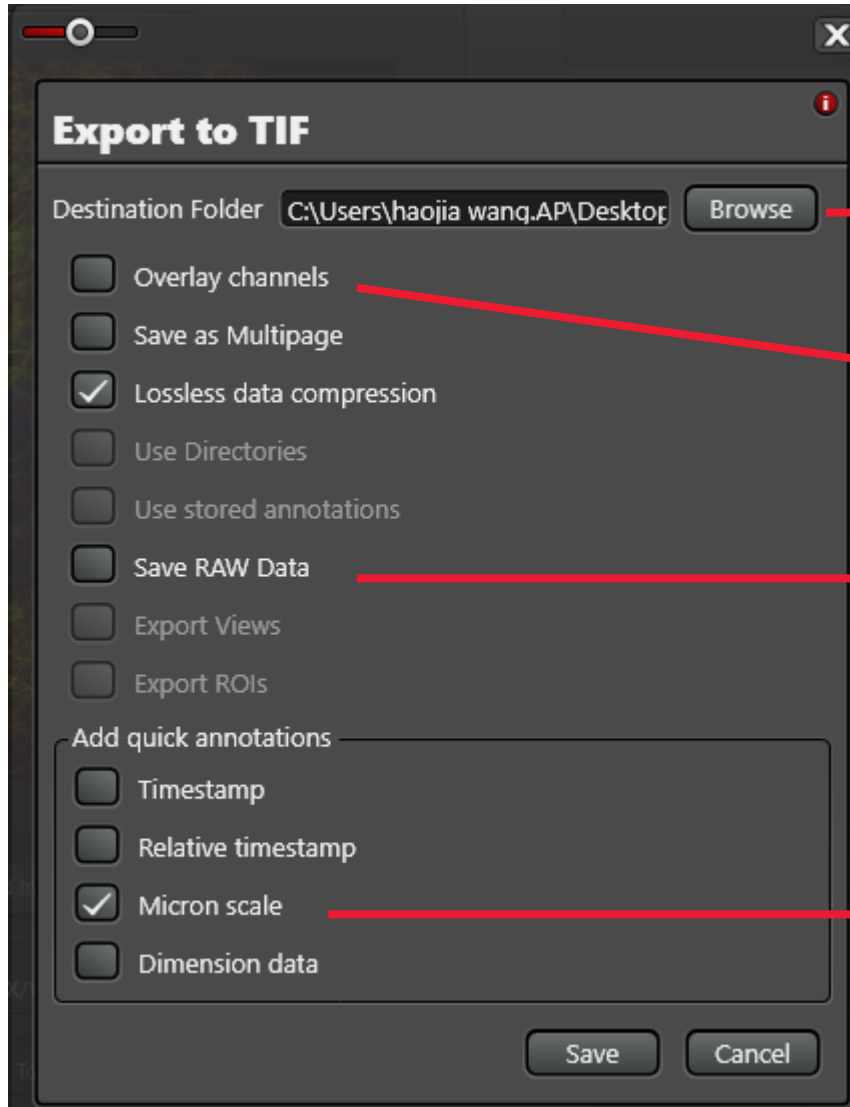 Export to TIF
Destination Folder C:\Users\haojia wang.AP\Desktop Browse
Overlay channels
Save as Multipage
Lossless data compression
Use Directories
Use stored annotations
Save RAW Data
Export Views
Export ROIs
Add quick annotations
Timestamp
Relative timestamp
Micron scale
Dimension data
Save Cancel